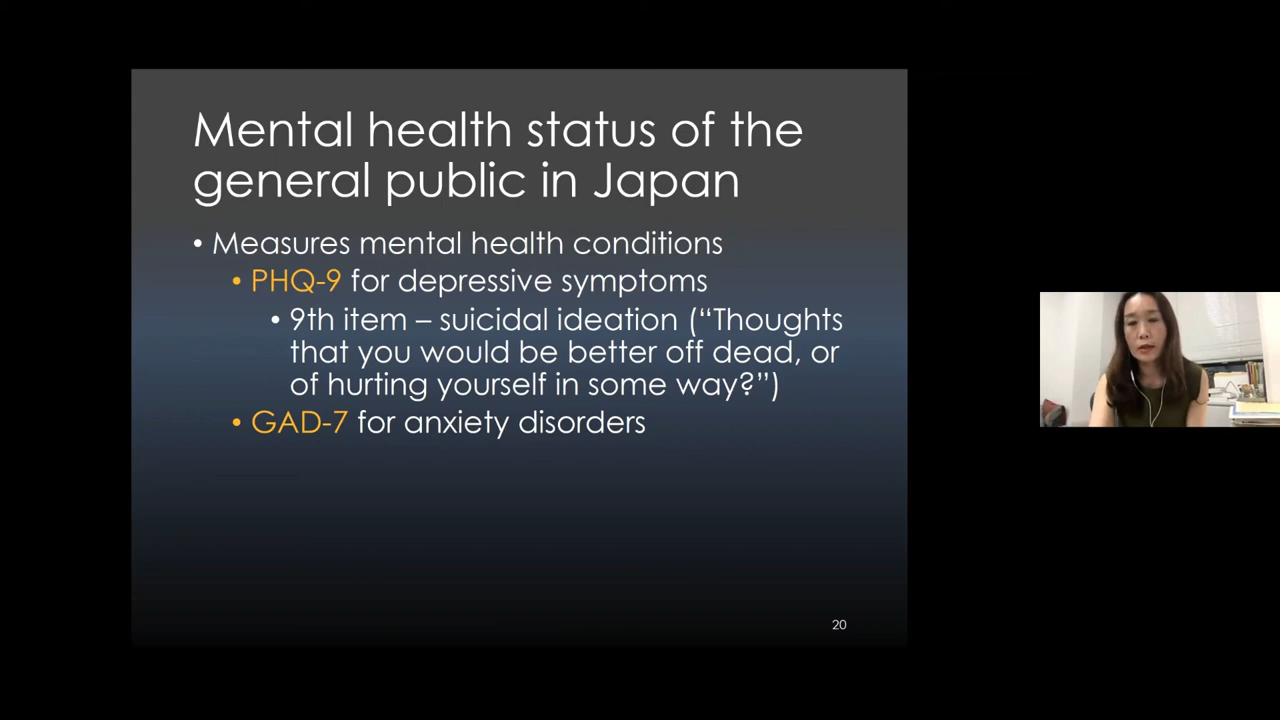 Mental health status of the
general public in Japan
• Measures mental health conditions
• PHQ-9 for depressive symptoms
• 9th item – suicidal ideation (“Thoughts
that you would be better off dead, or
of hurting yourself in some way?”)
• GAD-7 for anxiety disorders
20